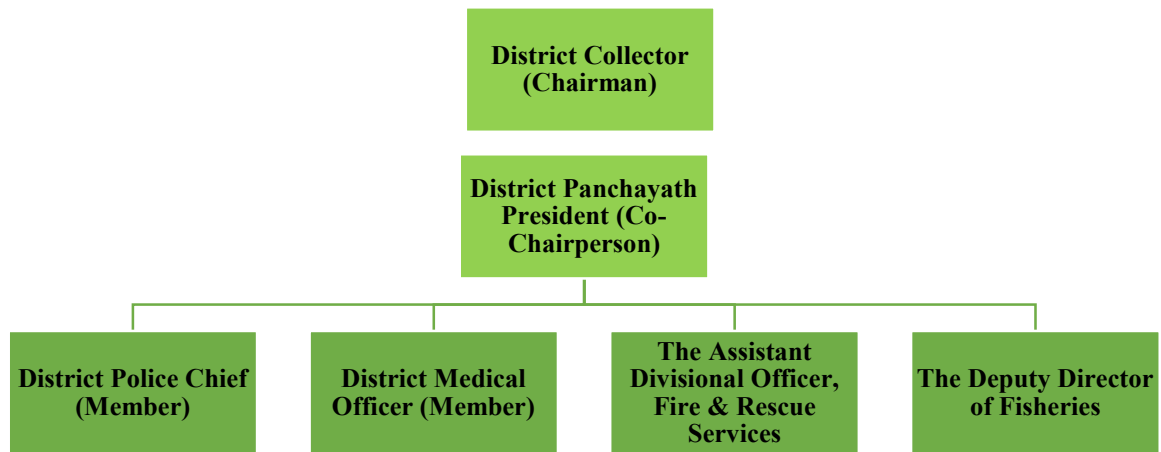 District Collector
(Chairman)
District Panchayath
President (Co-
Chairperson)
District Police Chief
(Member)
District Medical
Officer (Member)
The Assistant
Divisional Officer,
Fire & Rescue
Services
The Deputy Director
of Fisheries